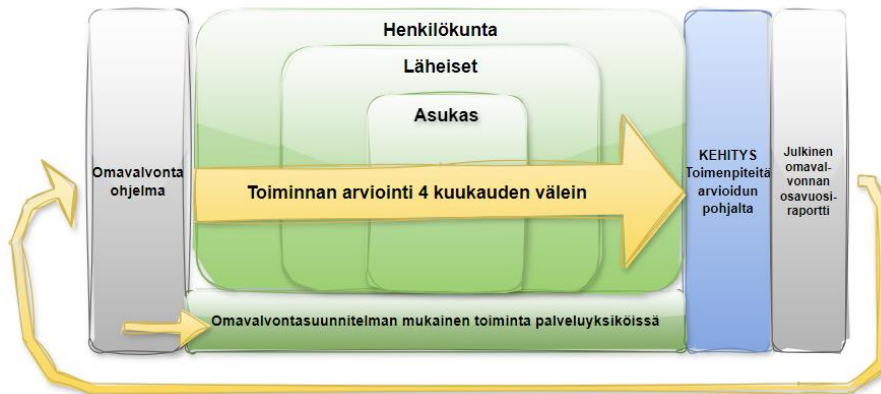 Henkilökunta
Läheiset
Asukas
Omavalvonta
ohjelma
Toiminnan arviointi 4 kuukauden välein
KEHITYS
Toimenpiteitä
arvioidun
pohjalta
Julkinen
omaval-
vonnan
osavuosi-
raportti
Omavalvontasuunnitelman mukainen toiminta palveluyksiköissä